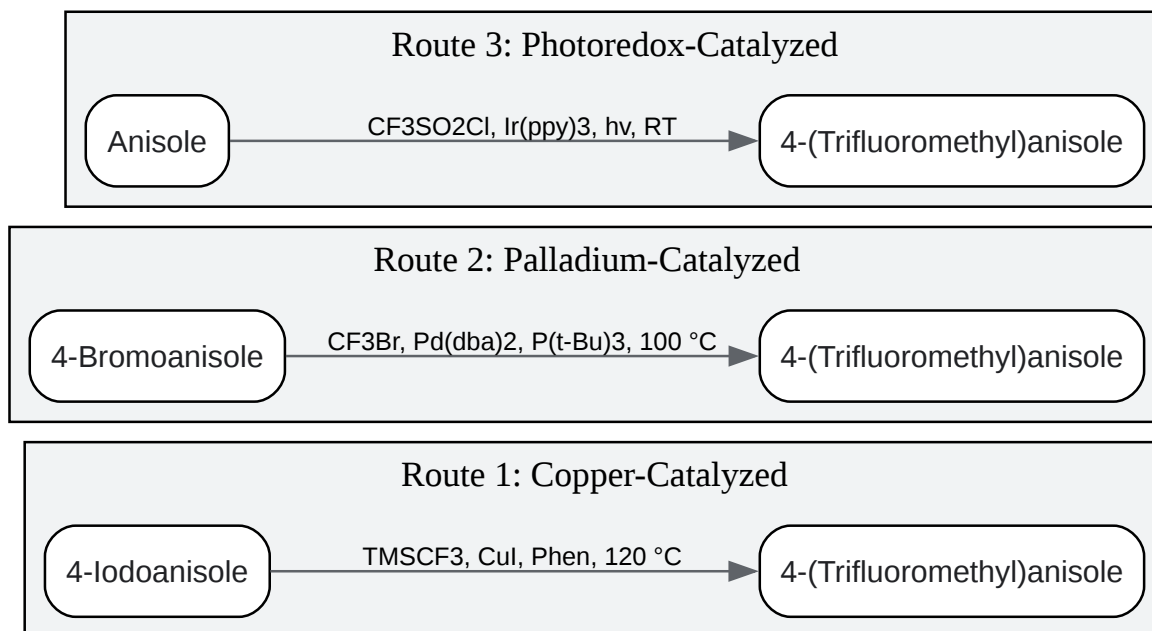 Route 3: Photoredox-Catalyzed
Anisole
CF3SO2Cl, Ir(ppy)3, hv, RT
4-(Trifluoromethyl)anisole
Route 2: Palladium-Catalyzed
4-Bromoanisole
CF3Br, Pd(dba)2, P(t-Bu)3, 100 °C
4-(Trifluoromethyl)anisole
Route 1: Copper-Catalyzed
4-Iodoanisole
TMSCF3, CuI, Phen, 120 °C
4-(Trifluoromethyl)anisole